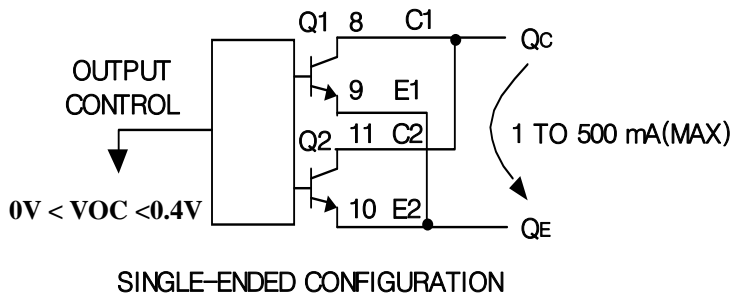 Q1 8 C1
QC
OUTPUT
CONTROL
9 E1
Q2 11 C2
1 TO 500 mA(MAX)
0V < VOC <0.4V
10 E2
QE
SINGLE-ENDED CONFIGURATION